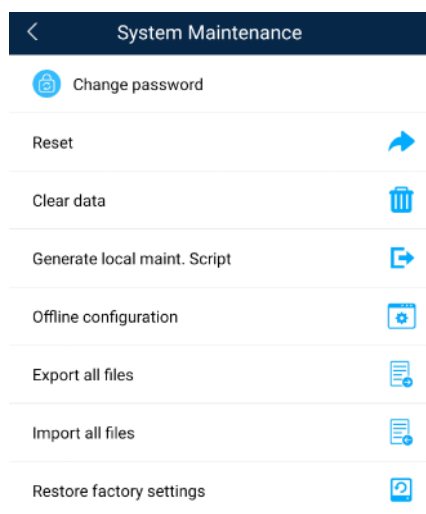 System Maintenance
Change password
Reset
Clear data
Generate local maint. Script
Offline configuration
Export all files
Import all files
Restore factory settings